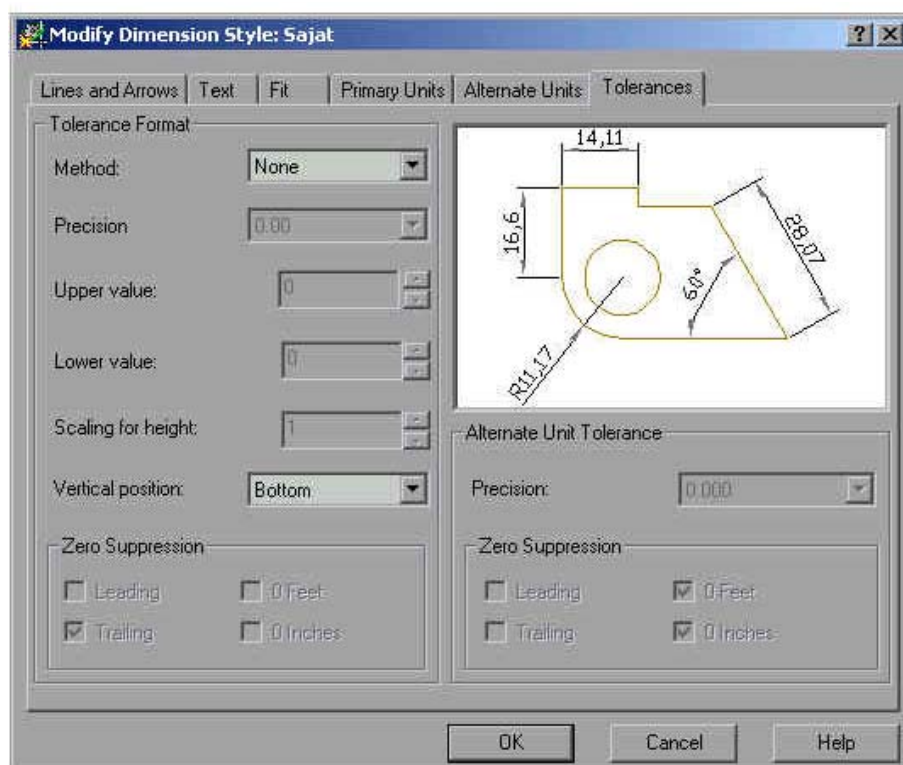 Modify Dimension Style: Sajat
Lines and Arrows Text Fit Primary Units Alternate Units Tolerances
Tolerance Format
Method: None
Precision 0.00
Upper value: 0
Lower value: 0
Scaling for height: 1
Vertical position: Bottom
Zero Suppression
Leading 0 Feet
Trailing 0 Inches
14,11
16,6
28,07
60°
R11,17
Alternate Unit Tolerance
Precision: 0.000
Zero Suppression
Leading 0 Feet
Trailing 0 Inches
OK Cancel Help